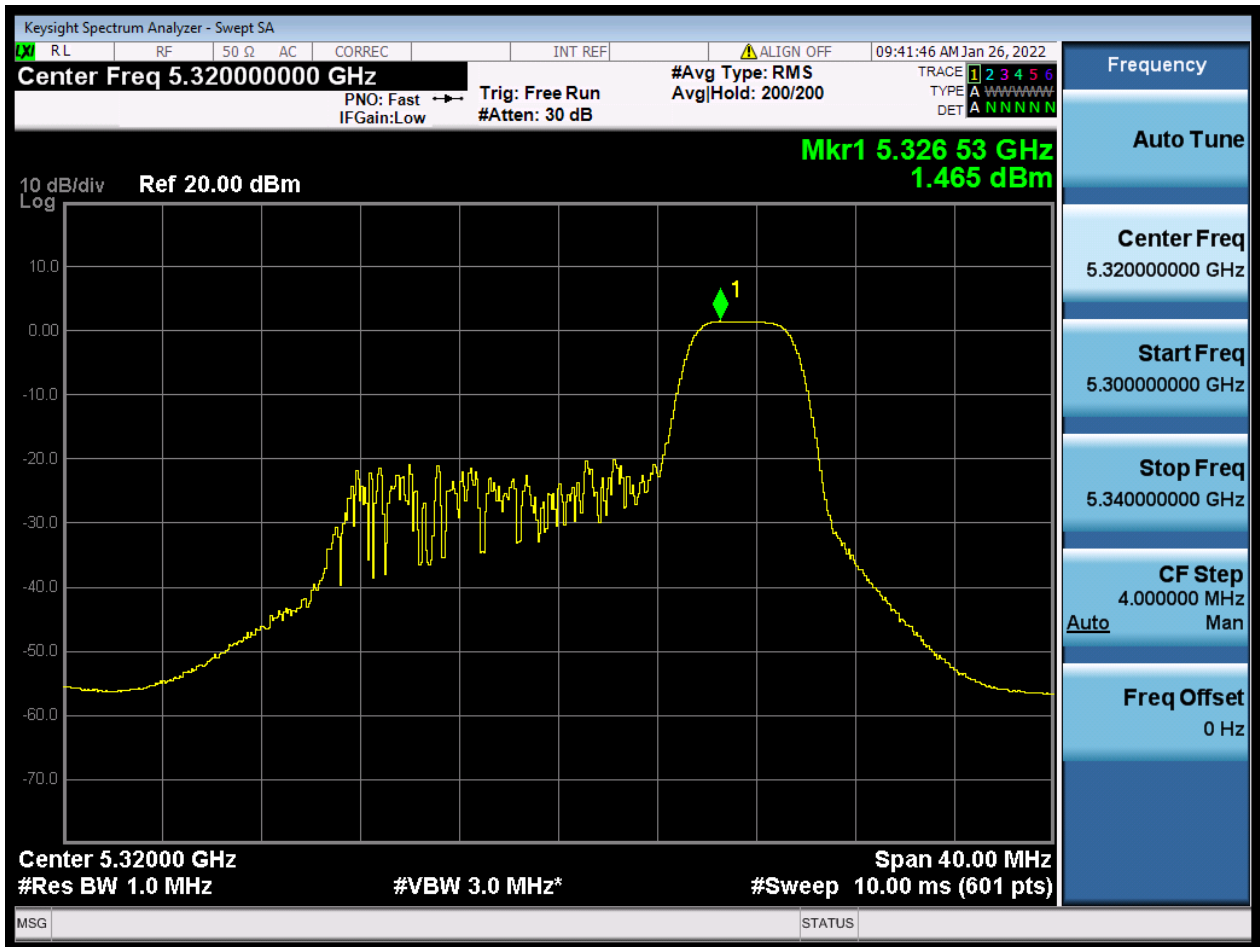 Keysight Spectrum Analyzer - Swept SA
LXI RL RF 50 Ω AC CORREC INT REF ALIGN OFF 09:41:46 AM Jan 26, 2022
Center Freq 5.320000000 GHz
PNO: Fast
IFGain:Low
Trig: Free Run
#Atten: 30 dB
#Avg Type: RMS
Avg|Hold: 200/200
TRACE 1 2 3 4 5 6
TYPE A WWWWW
DET A N N N N N
Mkr1 5.326 53 GHz
1.465 dBm
10 dB/div Ref 20.00 dBm
Log
1
10.0
0.00
-10.0
-20.0
-30.0
-40.0
-50.0
-60.0
-70.0
Center 5.32000 GHz Span 40.00 MHz
#Res BW 1.0 MHz #VBW 3.0 MHz* #Sweep 10.00 ms (601 pts)
MSG STATUS
Frequency
Auto Tune
Center Freq
5.320000000 GHz
Start Freq
5.300000000 GHz
Stop Freq
5.340000000 GHz
CF Step
4.000000 MHz
Auto Man
Freq Offset
0 Hz